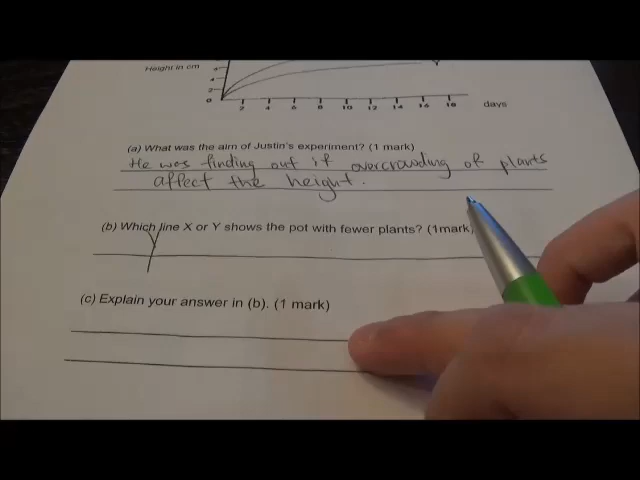 Height in cm
4
2
0
2 4 6 8 10 12 14 16 18 days
Y
(a) What was the aim of Justin's experiment? (1 mark)
He was finding out if overcrowding of plants
affect the height.
(b) Which line X or Y shows the pot with fewer plants? (1mark)
Y
(c) Explain your answer in (b). (1 mark)